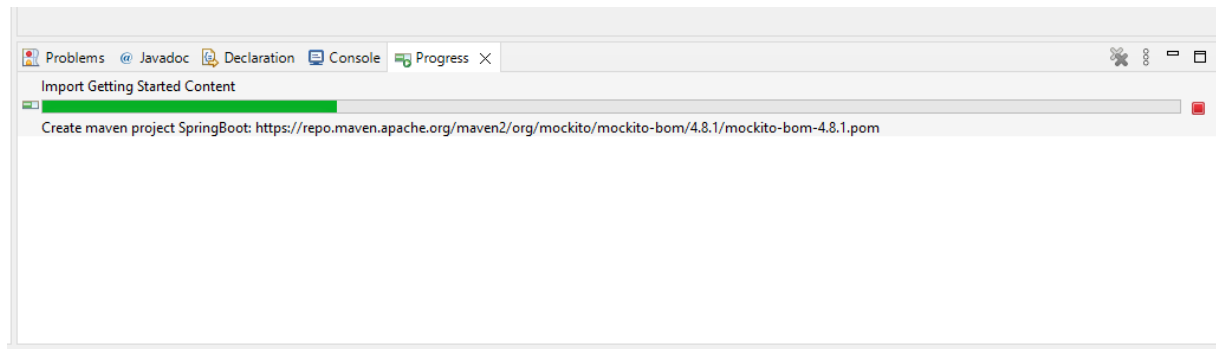 Problems @ Javadoc Declaration Console Progress
Import Getting Started Content
Create maven project SpringBoot: https://repo.maven.apache.org/maven2/org/mockito/mockito-bom/4.8.1/mockito-bom-4.8.1.pom